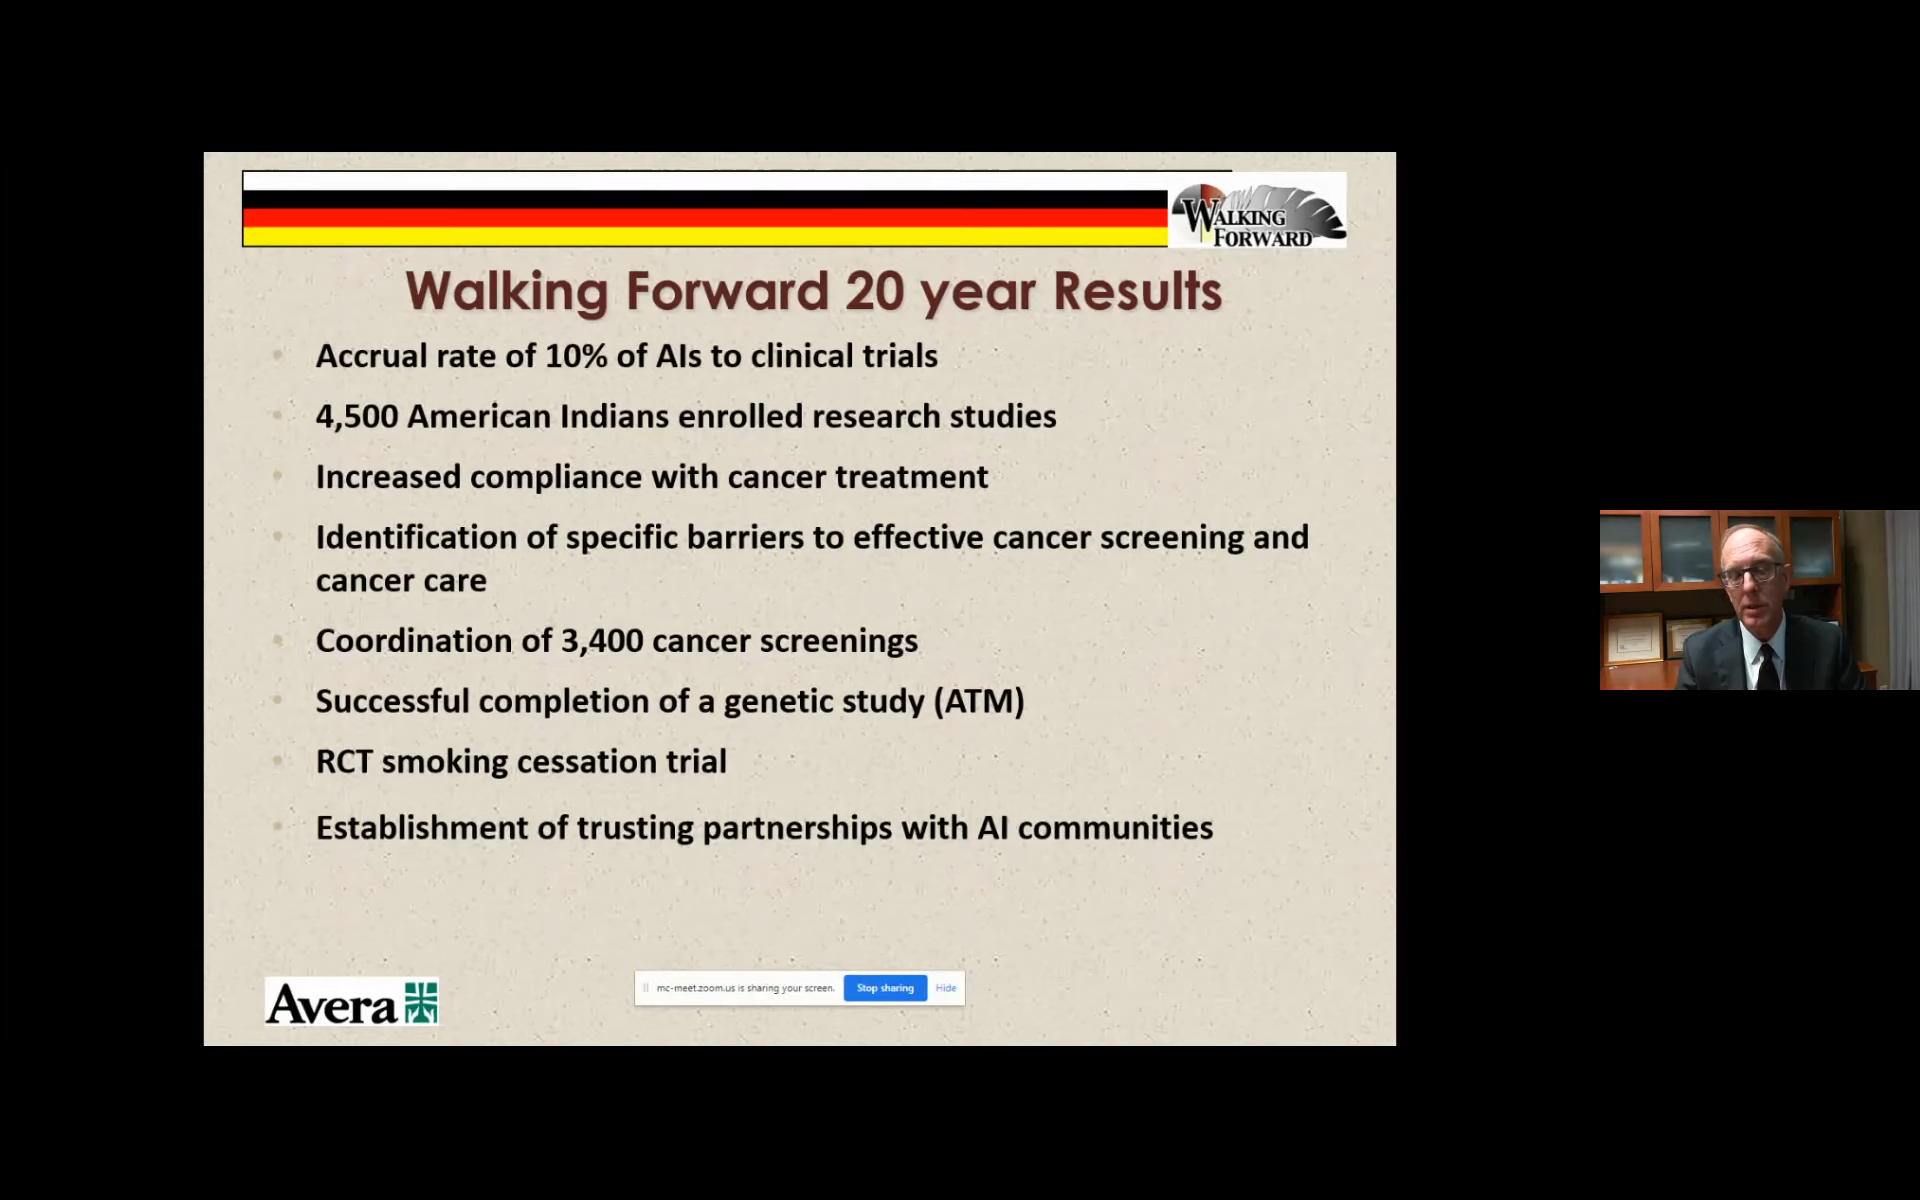 WALKING
FORWARD
Walking Forward 20 year Results
Accrual rate of 10% of AIs to clinical trials
4,500 American Indians enrolled research studies
Increased compliance with cancer treatment
Identification of specific barriers to effective cancer screening and
cancer care
Coordination of 3,400 cancer screenings
Successful completion of a genetic study (ATM)
RCT smoking cessation trial
Establishment of trusting partnerships with AI communities
Avera
mc-meet.zoom.us is sharing your screen. Stop sharing Hide